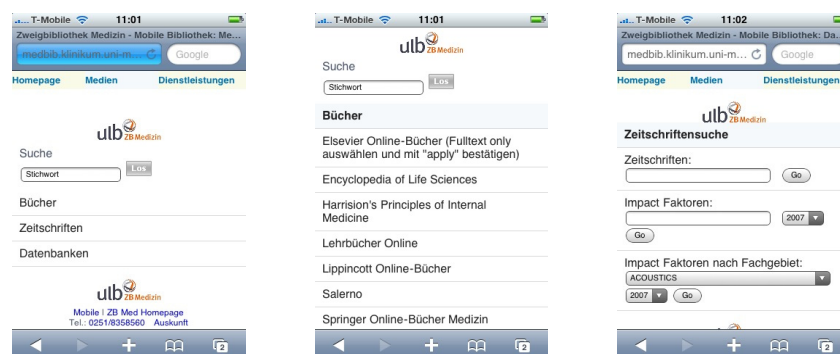 T-Mobile 11:01
Zweigbibliothek Medizin - Mobile Bibliothek: Me...
medbib.klinikum.uni-m... Google
Homepage Medien Dienstleistungen
ulb ZB Medizin
Suche
Stichwort Los
Bücher
Zeitschriften
Datenbanken
ulb ZB Medizin
Mobile | ZB Med Homepage
Tel.: 0251/8358560 Auskunft
2
T-Mobile 11:01
ulb ZB Medizin
Suche
Stichwort Los
Bücher
Elsevier Online-Bücher (Fulltext only
auswählen und mit "apply" bestätigen)
Encyclopedia of Life Sciences
Harrision's Principles of Internal
Medicine
Lehrbücher Online
Lippincott Online-Bücher
Salerno
Springer Online-Bücher Medizin
2
T-Mobile 11:02
Zweigbibliothek Medizin - Mobile Bibliothek: Da...
medbib.klinikum.uni-m... Google
Homepage Medien Dienstleistungen
ulb ZB Medizin
Zeitschriftensuche
Zeitschriften:
Go
Impact Faktoren:
2007
Go
Impact Faktoren nach Fachgebiet:
ACOUSTICS
2007 Go
2